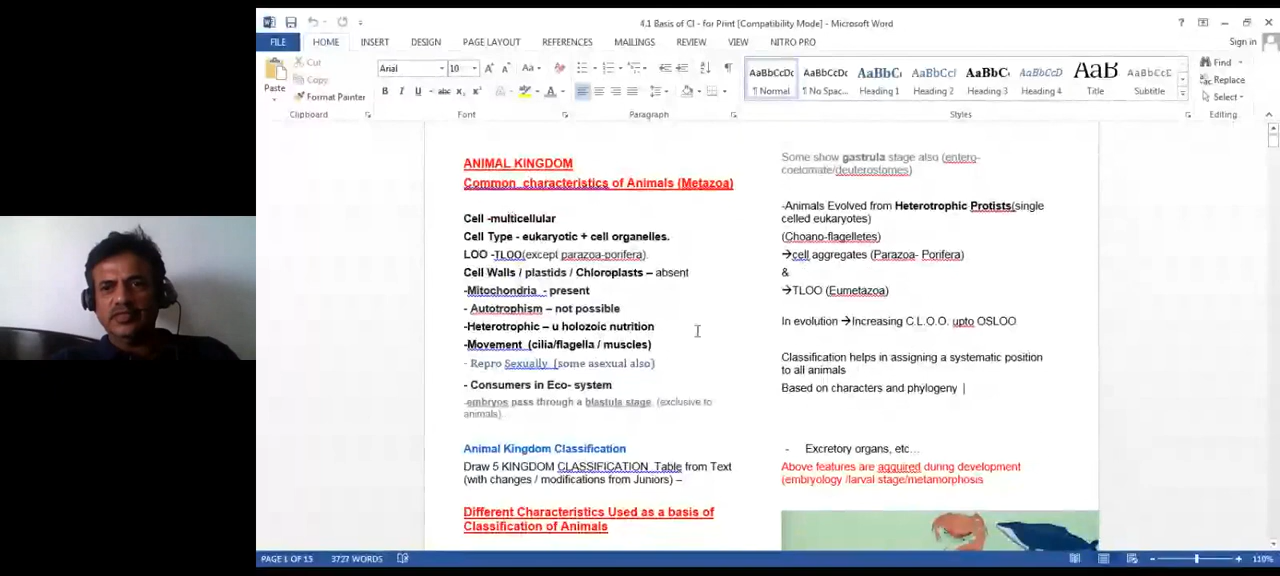 4.1 Basis of Cl - for Print [Compatibility Mode] - Microsoft Word
FILE HOME INSERT DESIGN PAGE LAYOUT REFERENCES MAILINGS REVIEW VIEW NITRO PRO
Sign in
Paste
Cut
Copy
Format Painter
Clipboard
Arial 10
Font
Paragraph
AaBbCcDc AaBbCcDc AaBbC AaBbCc AaBbC AaBbCcD AaB AaBbCcD
¶ Normal ¶ No Spac... Heading 1 Heading 2 Heading 3 Heading 4 Title Subtitle
Styles
Find
Replace
Select
Editing
ANIMAL KINGDOM
Common characteristics of Animals (Metazoa)
Cell -multicellular
Cell Type - eukaryotic + cell organelles.
LOO -TLOO(except parazoa-porifera).
Cell Walls / plastids / Chloroplasts – absent
-Mitochondria - present
- Autotrophism – not possible
-Heterotrophic – u holozoic nutrition
-Movement (cilia/flagella / muscles)
- Repro Sexually (some asexual also)
- Consumers in Eco- system
-embryos pass through a blastula stage. (exclusive to
animals).
Animal Kingdom Classification
Draw 5 KINGDOM CLASSIFICATION Table from Text
(with changes / modifications from Juniors) –
Different Characteristics Used as a basis of
Classification of Animals
Some show gastrula stage also (entero-
coelomate/deuterostomes)
-Animals Evolved from Heterotrophic Protists(single
celled eukaryotes)
(Choano-flagelletes)
→cell aggregates (Parazoa- Porifera)
&
→TLOO (Eumetazoa)
In evolution →Increasing C.L.O.O. upto OSLOO
Classification helps in assigning a systematic position
to all animals
Based on characters and phylogeny
- Excretory organs, etc...
Above features are acquired during development
(embryology /larval stage/metamorphosis
PAGE 1 OF 15 3727 WORDS
110%